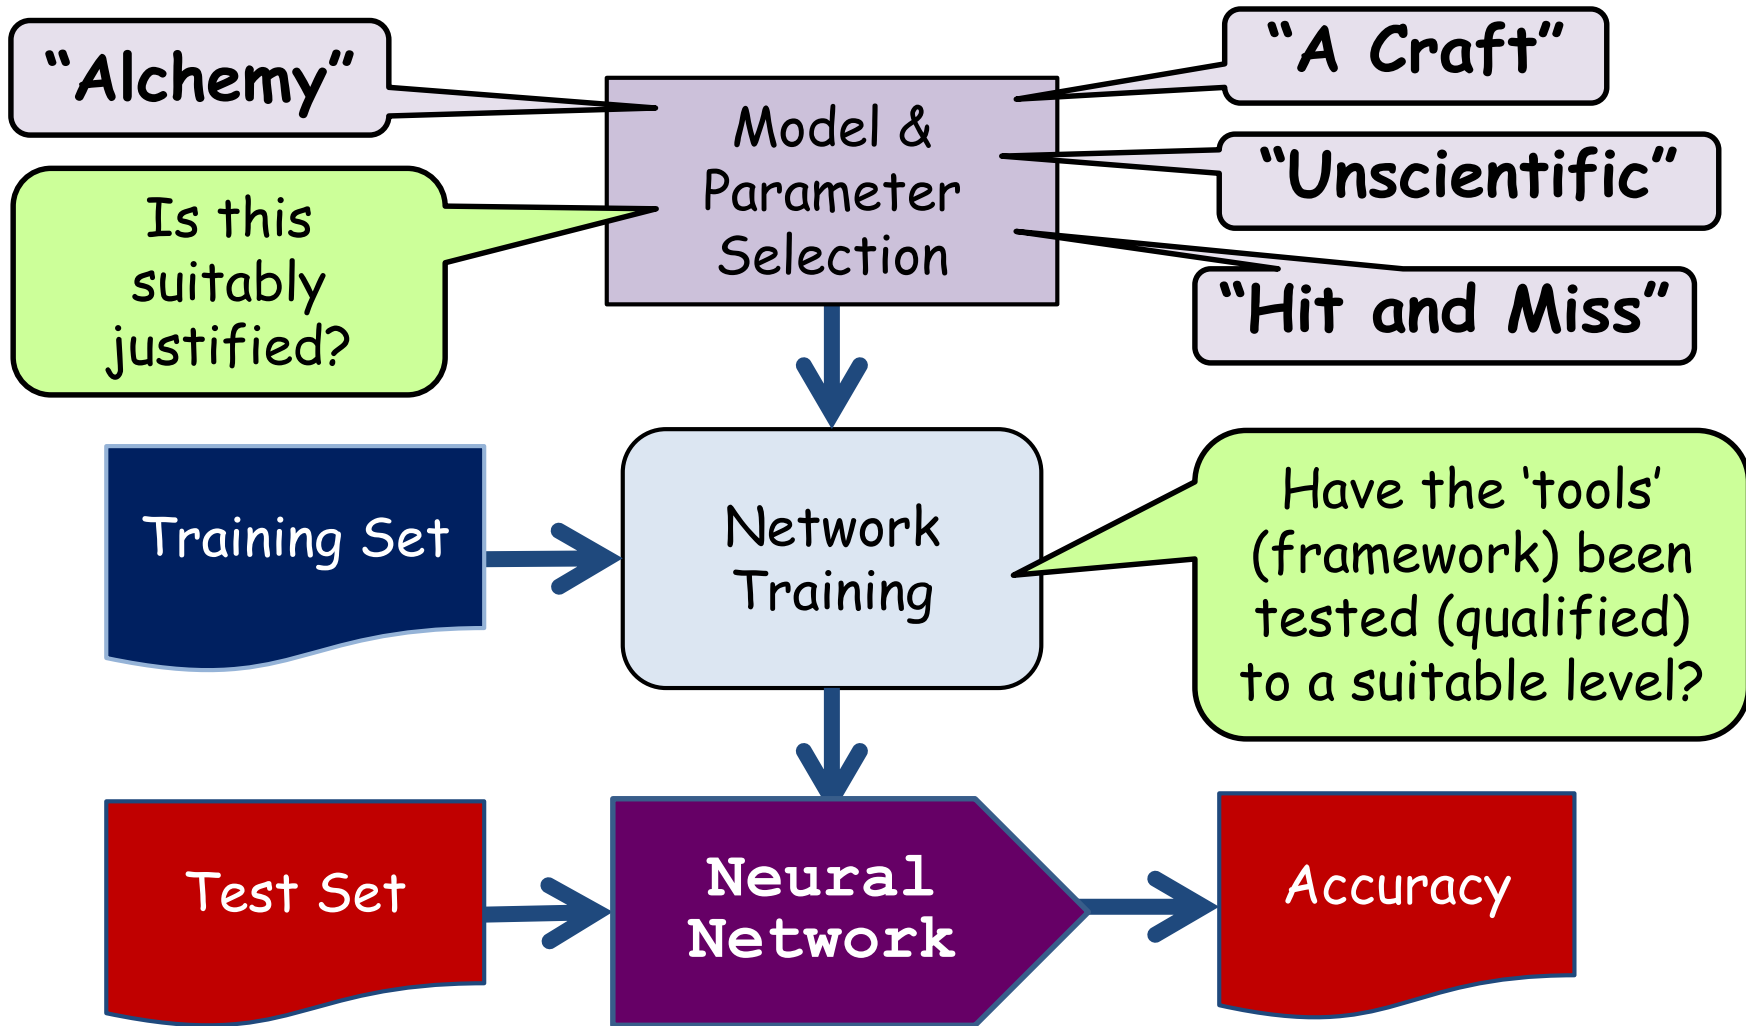 “Alchemy”
“A Craft”
Model &
Parameter
Selection
“Unscientific”
Is this
suitably
justified?
“Hit and Miss”
Training Set
Network
Training
Have the ‘tools’
(framework) been
tested (qualified)
to a suitable level?
Test Set
Neural
Network
Accuracy